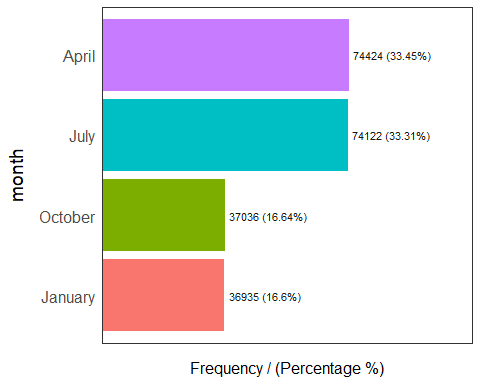 April
74424 (33.45%)
July
74122 (33.31%)
month
October
37036 (16.64%)
January
36935 (16.6%)
Frequency / (Percentage %)